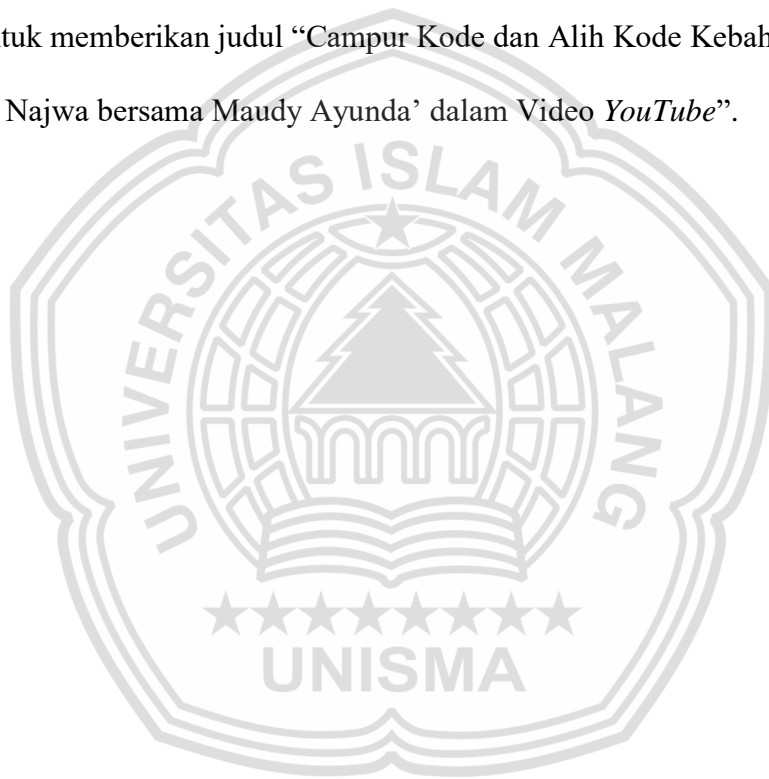 tuk memberikan judul “Campur Kode dan Alih Kode Kebah
Najwa bersama Maudy Ayunda’ dalam Video YouTube”.
UNIVERSITAS ISLAM MALANG
UNISMA